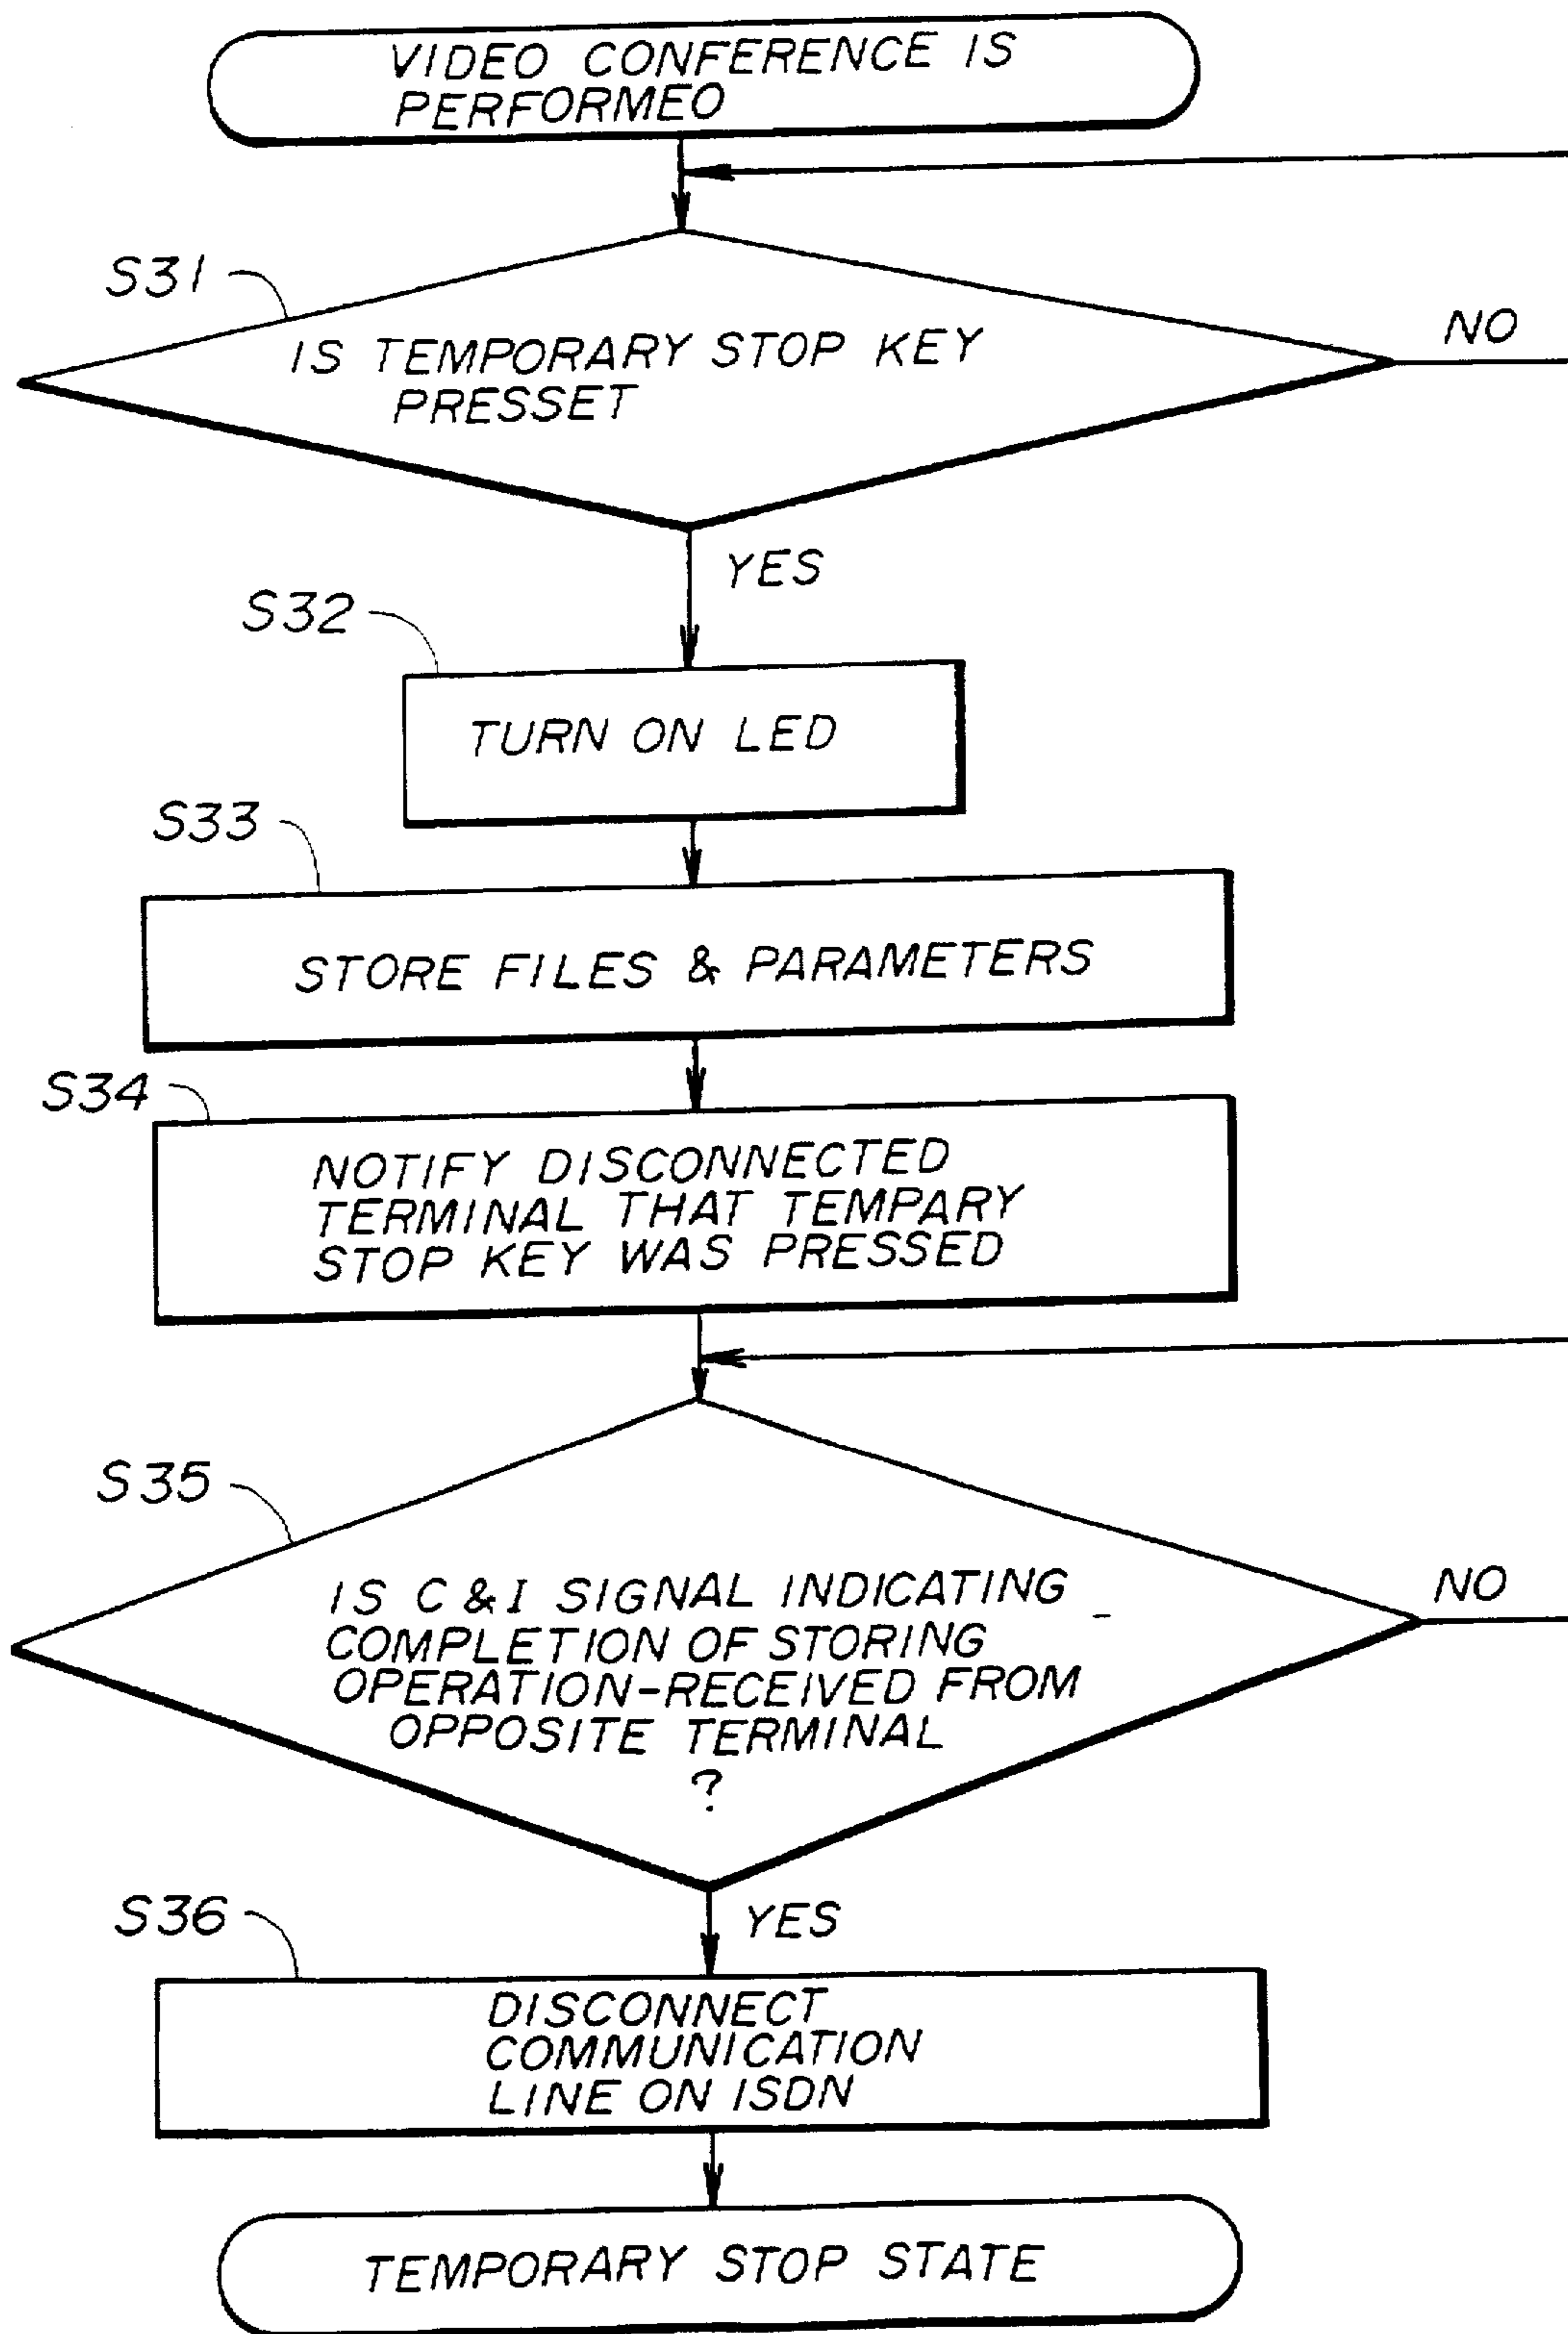 VIDEO CONFERENCE IS
PERFORMEO
S31
IS TEMPORARY STOP KEY
PRESSET
NO
YES
S32
TURN ON LED
S33
STORE FILES & PARAMETERS
S34
NOTIFY DISCONNECTED
TERMINAL THAT TEMPARY
STOP KEY WAS PRESSED
S35
IS C & I SIGNAL INDICATING
COMPLETION OF STORING
OPERATION-RECEIVED FROM
OPPOSITE TERMINAL
?
NO
YES
S36
DISCONNECT
COMMUNICATION
LINE ON ISDN
TEMPORARY STOP STATE